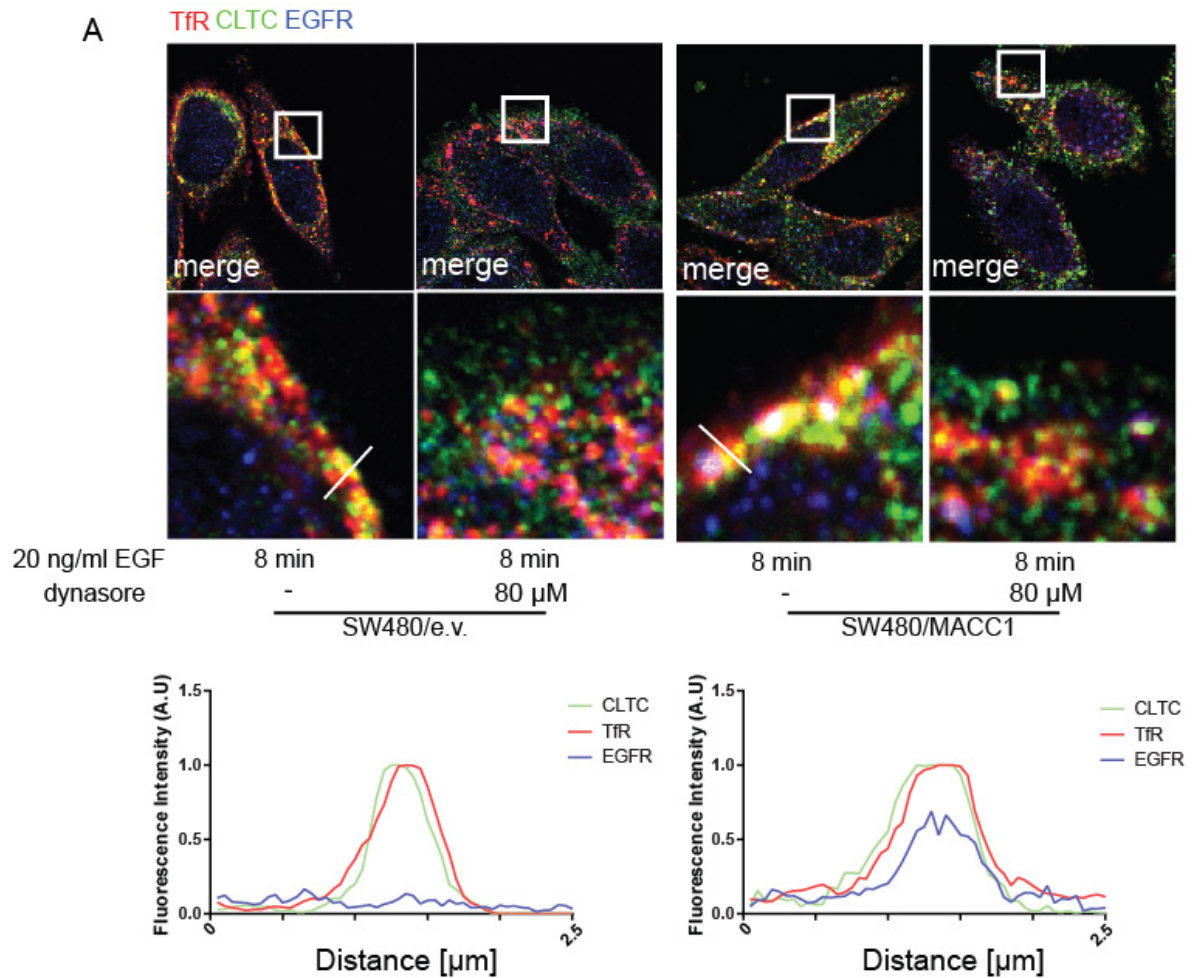 A
TfR CLTC EGFR
merge merge merge merge
20 ng/ml EGF 8 min 8 min 8 min 8 min
dynasore - 80 µM - 80 µM
SW480/e.v. SW480/MACC1
Fluorescence Intensity (A.U)
1.5
1.0
0.5
0.0
0 2.5
Distance [µm]
CLTC
TfR
EGFR
Fluorescence Intensity (A.U)
1.5
1.0
0.5
0.0
0 2.5
Distance [µm]
CLTC
TfR
EGFR